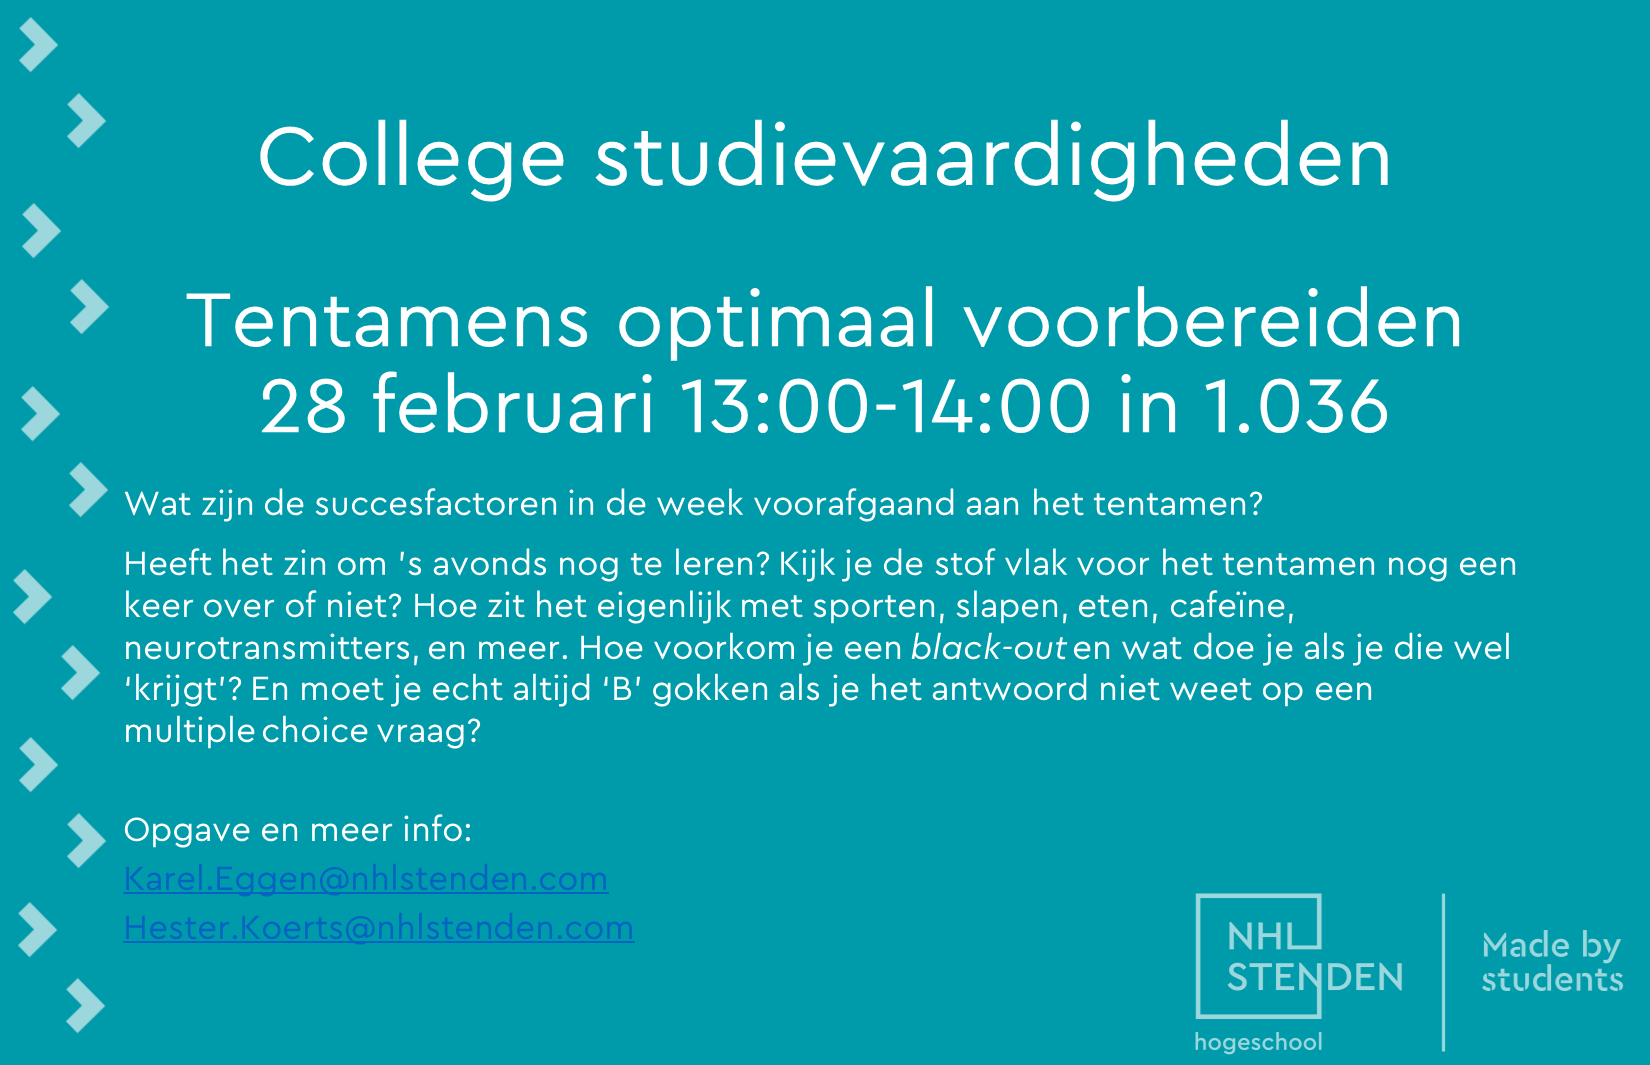 College studievaardigheden
Tentamens optimaal voorbereiden
28 februari 13:00-14:00 in 1.036
Wat zijn de succesfactoren in de week voorafgaand aan het tentamen?
Heeft het zin om 's avonds nog te leren? Kijk je de stof vlak voor het tentamen nog een
keer over of niet? Hoe zit het eigenlijk met sporten, slapen, eten, cafeïne,
neurotransmitters, en meer. Hoe voorkom je een black-out en wat doe je als je die wel
‘krijgt’? En moet je echt altijd ‘B’ gokken als je het antwoord niet weet op een
multiple choice vraag?
Opgave en meer info:
Karel.Eggen@nhlstenden.com
Hester.Koerts@nhlstenden.com
NHL
STENDEN
hogeschool
Made by
students